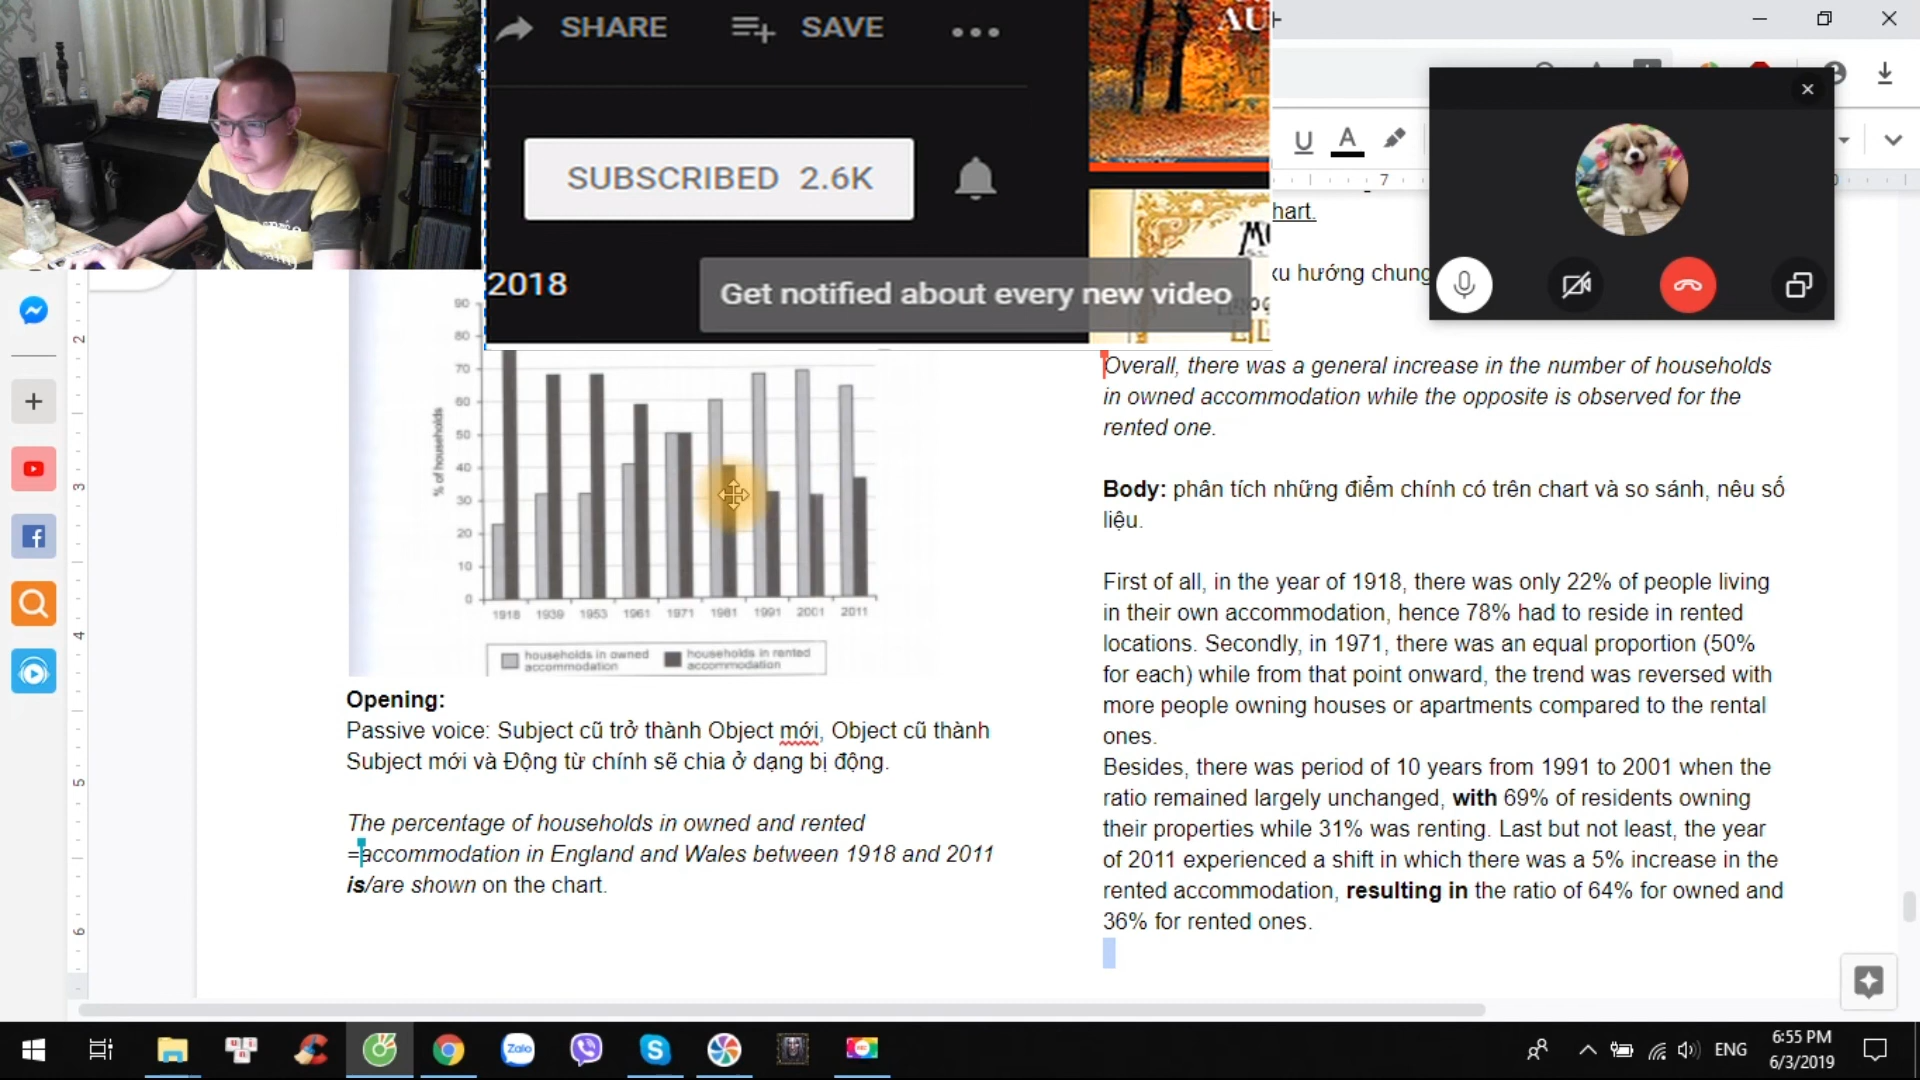 SHARE
SAVE
AU
SUBSCRIBED 2.6K
2018
Get notified about every new video
7
hart.
xu hướng chung
90
80
70
60
50
40
30
20
10
0
% of households
1918 1939 1953 1961 1971 1981 1991 2001 2011
households in owned accommodation
households in rented accommodation
Opening:
Passive voice: Subject cũ trở thành Object mới, Object cũ thành
Subject mới và Động từ chính sẽ chia ở dạng bị động.
The percentage of households in owned and rented
=accommodation in England and Wales between 1918 and 2011
is/are shown on the chart.
Overall, there was a general increase in the number of households
in owned accommodation while the opposite is observed for the
rented one.
Body: phân tích những điểm chính có trên chart và so sánh, nêu số
liệu.
First of all, in the year of 1918, there was only 22% of people living
in their own accommodation, hence 78% had to reside in rented
locations. Secondly, in 1971, there was an equal proportion (50%
for each) while from that point onward, the trend was reversed with
more people owning houses or apartments compared to the rental
ones.
Besides, there was period of 10 years from 1991 to 2001 when the
ratio remained largely unchanged, with 69% of residents owning
their properties while 31% was renting. Last but not least, the year
of 2011 experienced a shift in which there was a 5% increase in the
rented accommodation, resulting in the ratio of 64% for owned and
36% for rented ones.
2
3
4
5
6
Zalo
ENG
6:55 PM
6/3/2019